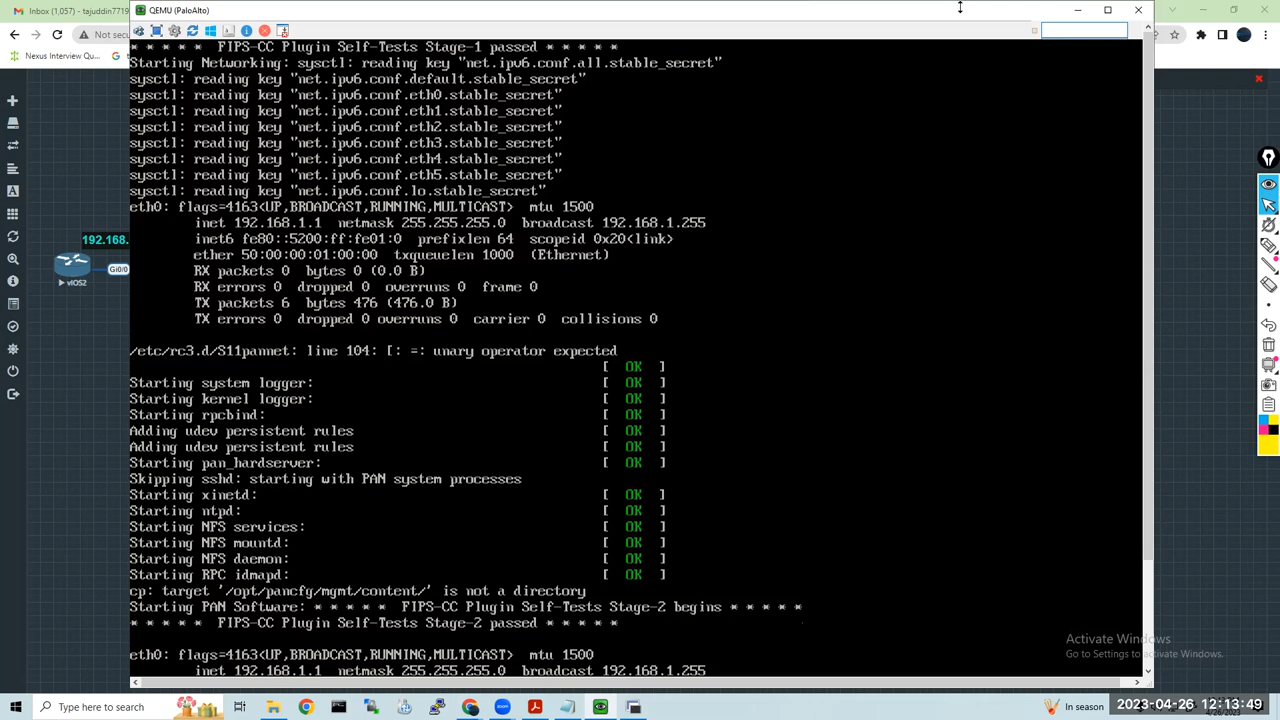 Inbox (1,057) - tajuddin7719
QEMU (PaloAlto)
Not secur
Nexus Interview Qu
* * * * * FIPS-CC Plugin Self-Tests Stage-1 passed * * * * *
Starting Networking: sysctl: reading key "net.ipv6.conf.all.stable_secret"
sysctl: reading key "net.ipv6.conf.default.stable_secret"
sysctl: reading key "net.ipv6.conf.eth0.stable_secret"
sysctl: reading key "net.ipv6.conf.eth1.stable_secret"
sysctl: reading key "net.ipv6.conf.eth2.stable_secret"
sysctl: reading key "net.ipv6.conf.eth3.stable_secret"
sysctl: reading key "net.ipv6.conf.eth4.stable_secret"
sysctl: reading key "net.ipv6.conf.eth5.stable_secret"
sysctl: reading key "net.ipv6.conf.lo.stable_secret"
eth0: flags=4163<UP,BROADCAST,RUNNING,MULTICAST> mtu 1500
inet 192.168.1.1 netmask 255.255.255.0 broadcast 192.168.1.255
inet6 fe80::5200:ff:fe01:0 prefixlen 64 scopeid 0x20<link>
ether 50:00:00:01:00:00 txqueuelen 1000 (Ethernet)
RX packets 0 bytes 0 (0.0 B)
RX errors 0 dropped 0 overruns 0 frame 0
TX packets 6 bytes 476 (476.0 B)
TX errors 0 dropped 0 overruns 0 carrier 0 collisions 0
192.168.
Gi0/0
vIOS2
/etc/rc3.d/S11pannet: line 104: [: =: unary operator expected
[ OK ]
Starting system logger: [ OK ]
Starting kernel logger: [ OK ]
Starting rpcbind: [ OK ]
Adding udev persistent rules [ OK ]
Adding udev persistent rules [ OK ]
Starting pan_hardserver: [ OK ]
Skipping sshd: starting with PAN system processes
Starting xinetd: [ OK ]
Starting ntpd: [ OK ]
Starting NFS services: [ OK ]
Starting NFS mountd: [ OK ]
Starting NFS daemon: [ OK ]
Starting RPC idmapd: [ OK ]
cp: target '/opt/pancfg/mgmt/content/' is not a directory
Starting PAN Software: * * * * * FIPS-CC Plugin Self-Tests Stage-2 begins * * * * *
* * * * * FIPS-CC Plugin Self-Tests Stage-2 passed * * * * *
eth0: flags=4163<UP,BROADCAST,RUNNING,MULTICAST> mtu 1500
inet 192.168.1.1 netmask 255.255.255.0 broadcast 192.168.1.255
Activate Windows
Go to Settings to activate Windows.
Type here to search
In season
2023-04-26 12:13:49